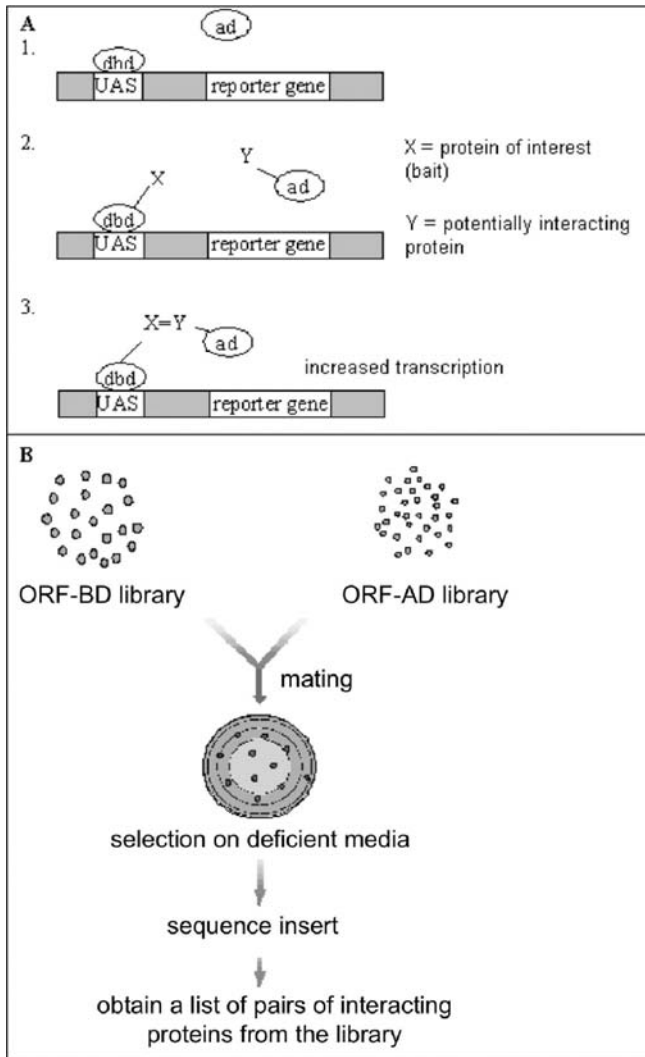 A
1.
ad
dbd
UAS
reporter gene
2.
X
Y
ad
dbd
UAS
reporter gene
X = protein of interest
(bait)
Y = potentially interacting
protein
3.
X=Y
ad
dbd
UAS
reporter gene
increased transcription
B
ORF-BD library
ORF-AD library
mating
selection on deficient media
sequence insert
obtain a list of pairs of interacting
proteins from the library